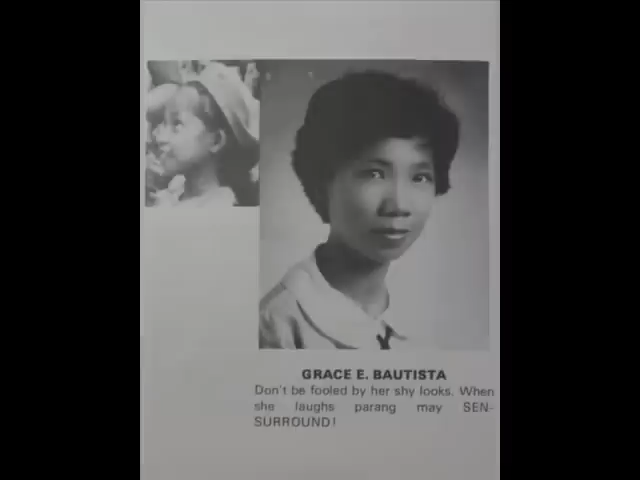 GRACE E. BAUTISTA
Don't be fooled by her shy looks. When
she laughs parang may SEN-
SURROUND!